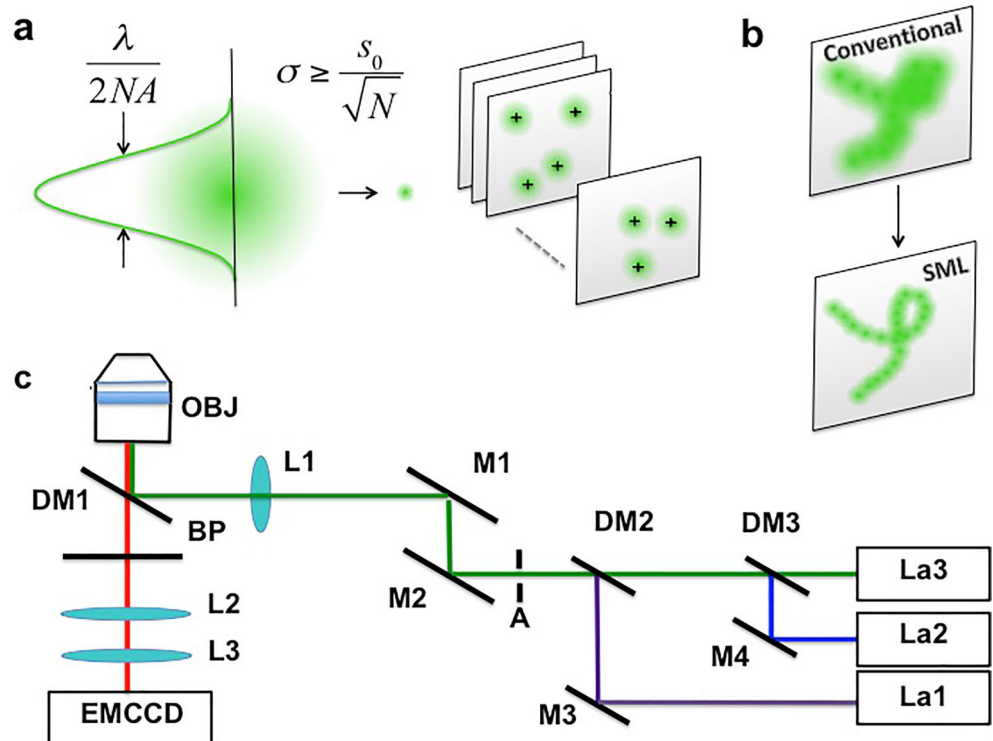 a
λ
2NA
σ ≥ s₀
√N
b
Conventional
SML
c
OBJ
L1
M1
DM1
BP
DM2
DM3
La3
M2
A
L2
La2
M4
L3
La1
EMCCD
M3